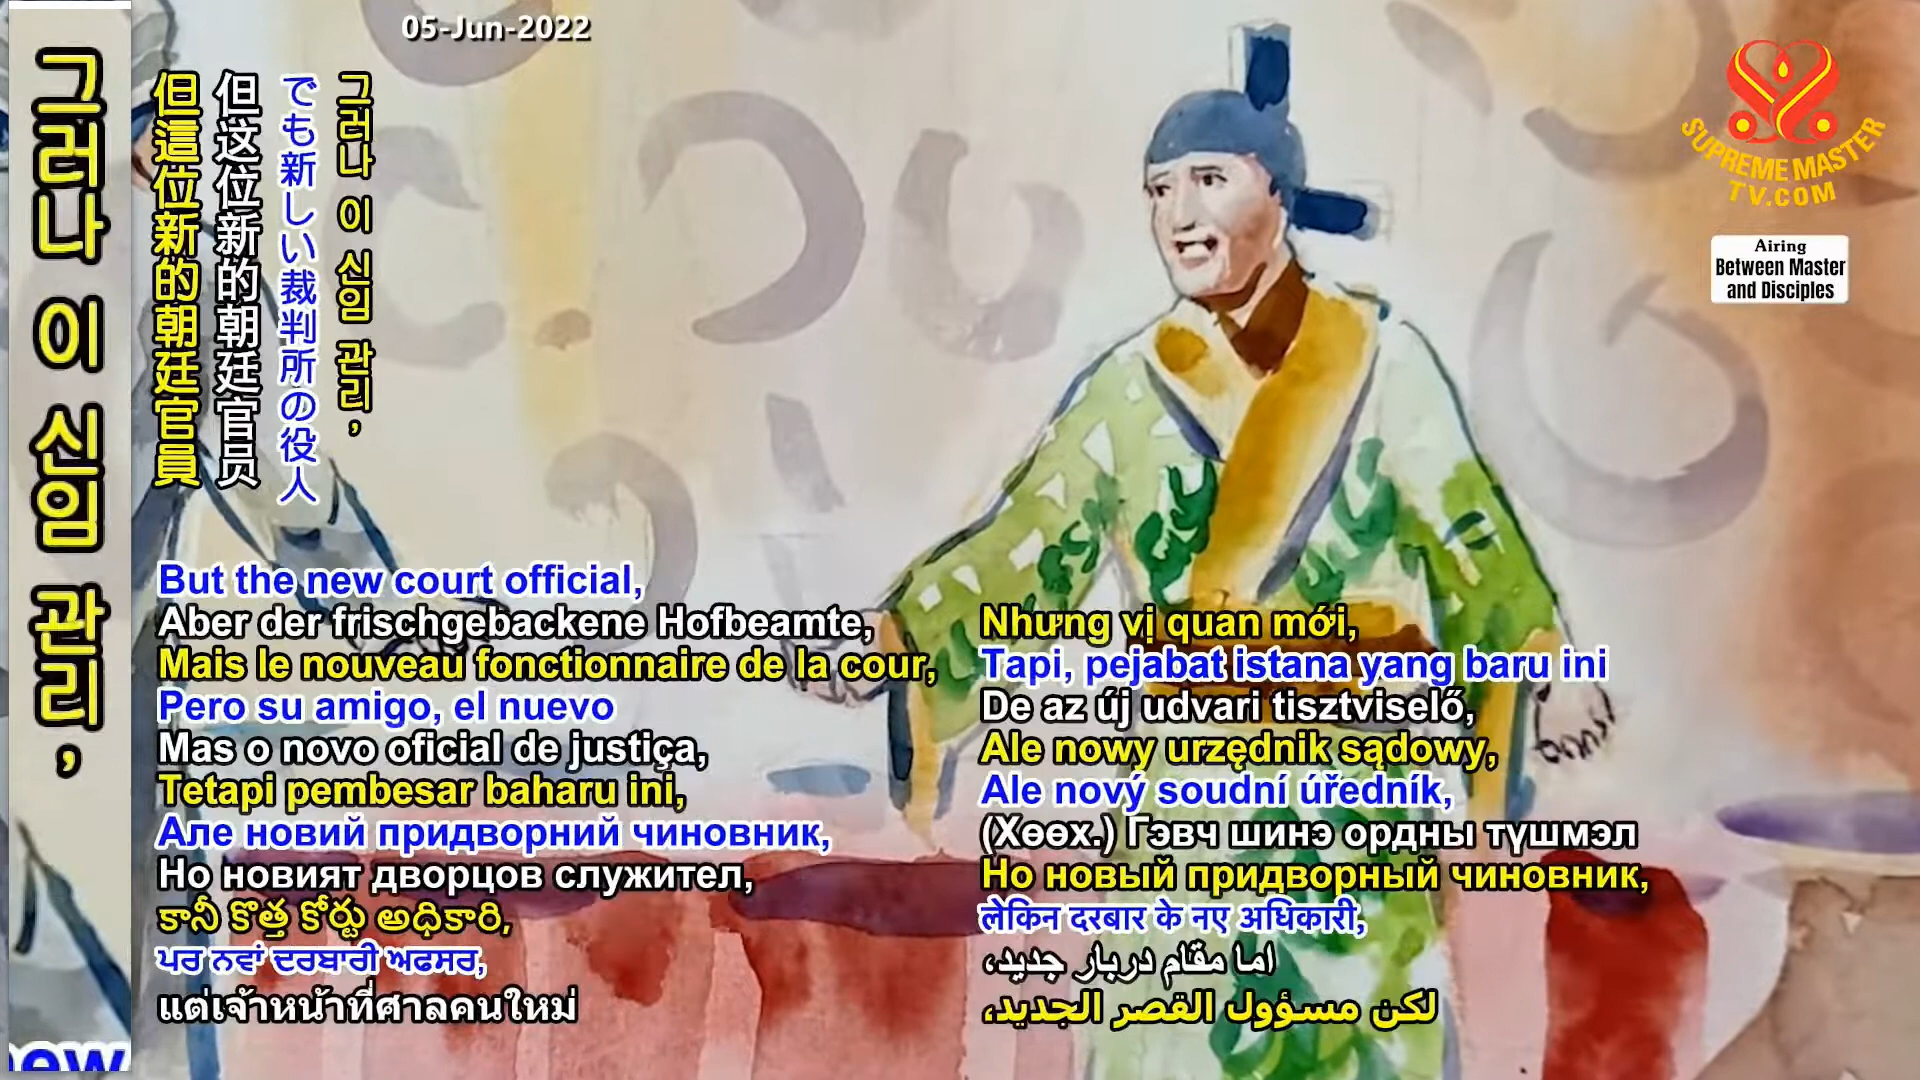 05-Jun-2022
그러나 이 신임 관리,
但這位新的朝廷官員
但这位新的朝廷官员
でも新しい裁判所の役人
그러나 이 신임 관리,
SUPREME MASTER
TV.COM
Airing
Between Master
and Disciples
But the new court official,
Aber der frischgebackene Hofbeamte,
Mais le nouveau fonctionnaire de la cour,
Pero su amigo, el nuevo
Mas o novo oficial de justiça,
Tetapi pembesar baharu ini,
Але новий придворний чиновник,
Но новият дворцов служител,
కానీ కొత్త కోర్టు అధికారి,
ਪਰ ਨਵਾਂ ਦਰਬਾਰੀ ਅਫਸਰ,
แต่เจ้าหน้าที่ศาลคนใหม่
Nhưng vị quan mới,
Tapi, pejabat istana yang baru ini
De az új udvari tisztviselő,
Ale nowy urzędnik sądowy,
Ale nový soudní úředník,
(Хөөх.) Гэвч шинэ ордны түшмэл
Но новый придворный чиновник,
लेकिन दरबार के नए अधिकारी,
اما مقام دربار جدید،
لكن مسؤول القصر الجديد،
new